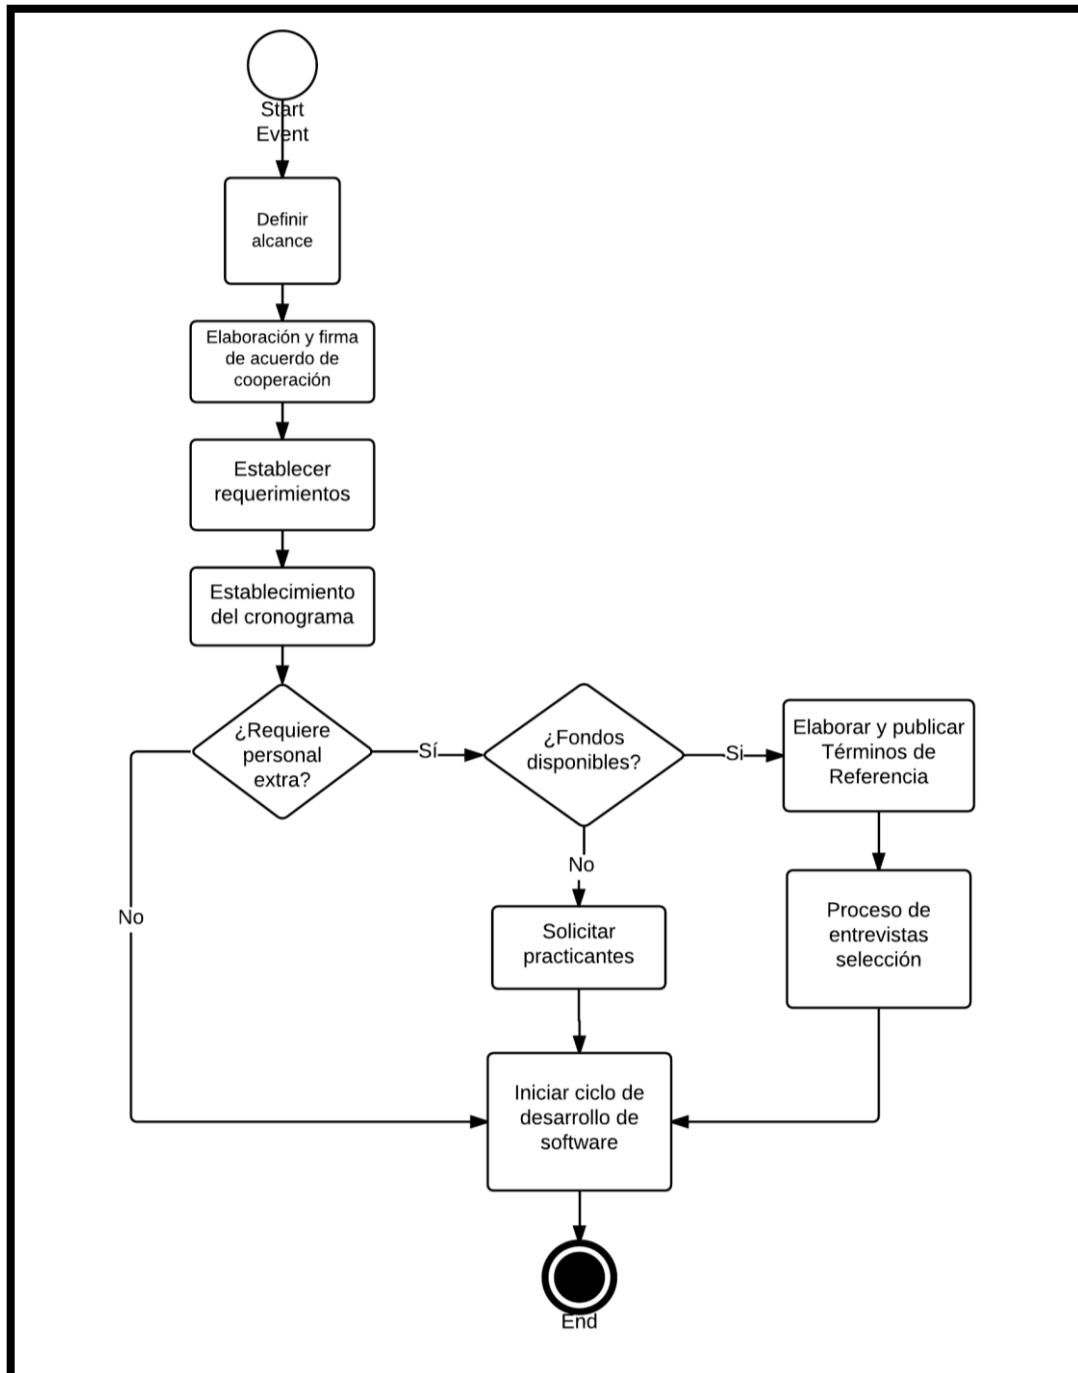 Start
Event
Definir
alcance
Elaboración y firma
de acuerdo de
cooperación
Establecer
requerimientos
Establecimiento
del cronograma
¿Requiere
personal
extra?
Sí
¿Fondos
disponibles?
Si
Elaborar y publicar
Términos de
Referencia
No
No
Solicitar
practicantes
Proceso de
entrevistas
selección
Iniciar ciclo de
desarrollo de
software
End